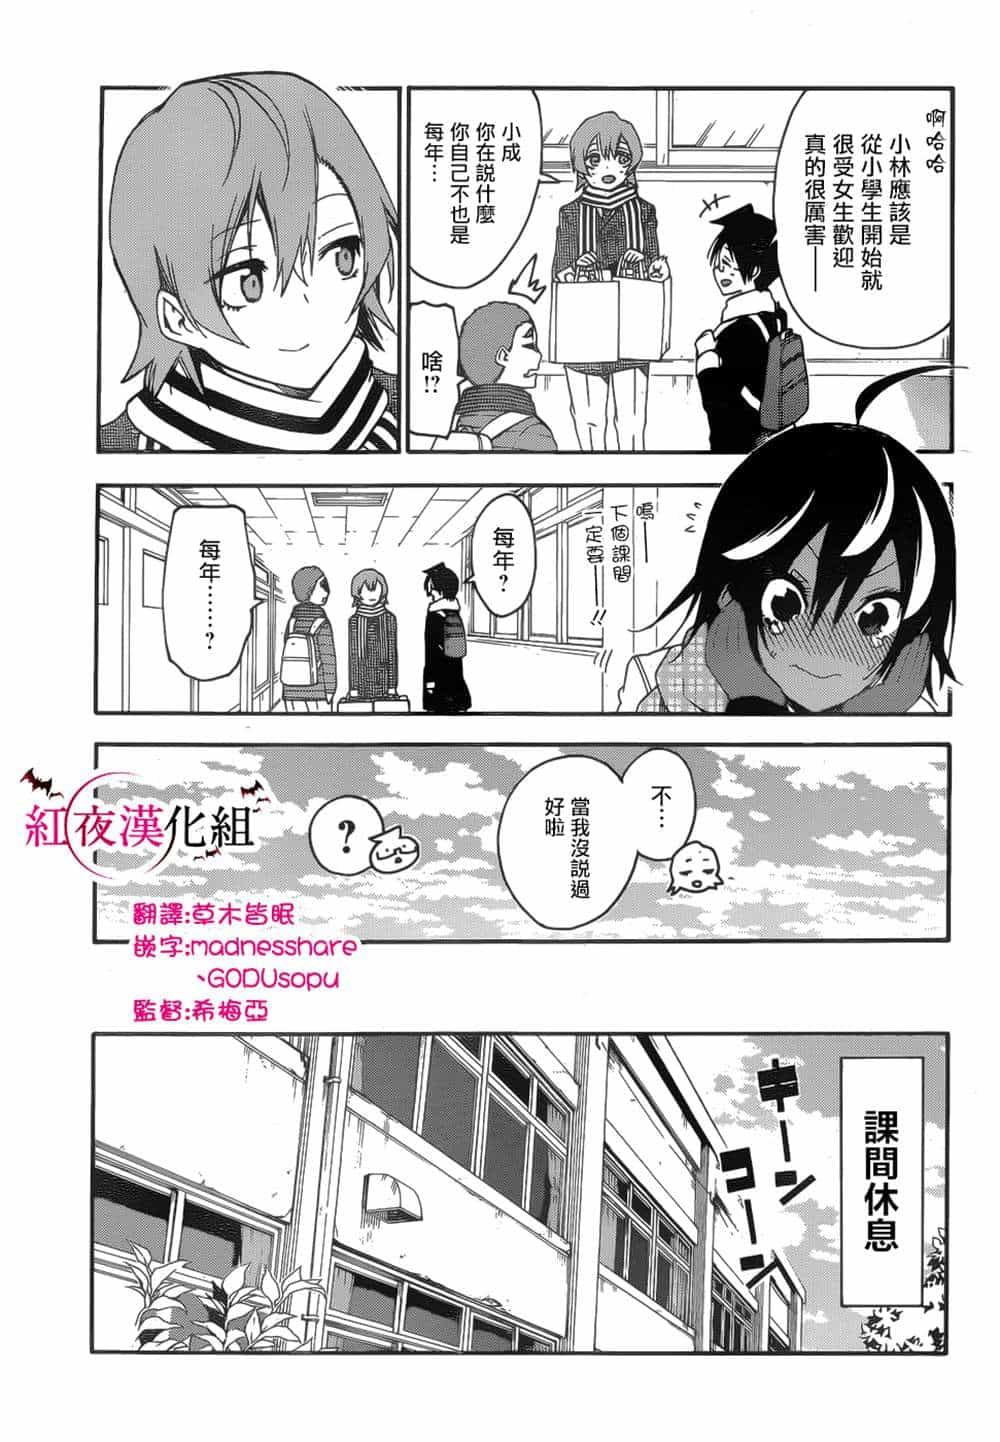 啊哈哈
小林應該是
從小學生開始就
很受女生歡迎
真的很厲害──
小成
你在說什麼
你自己不也是
每年…
啥!?
嗚──
下個課間
一定要──!!
每年?
每年………?
不…
當我沒說過
好啦
?
紅夜漢化組
翻譯:草木皆眠
嵌字:madnesshare
、GODUsopu
監督:希梅亞
課間休息
キーン
コーン